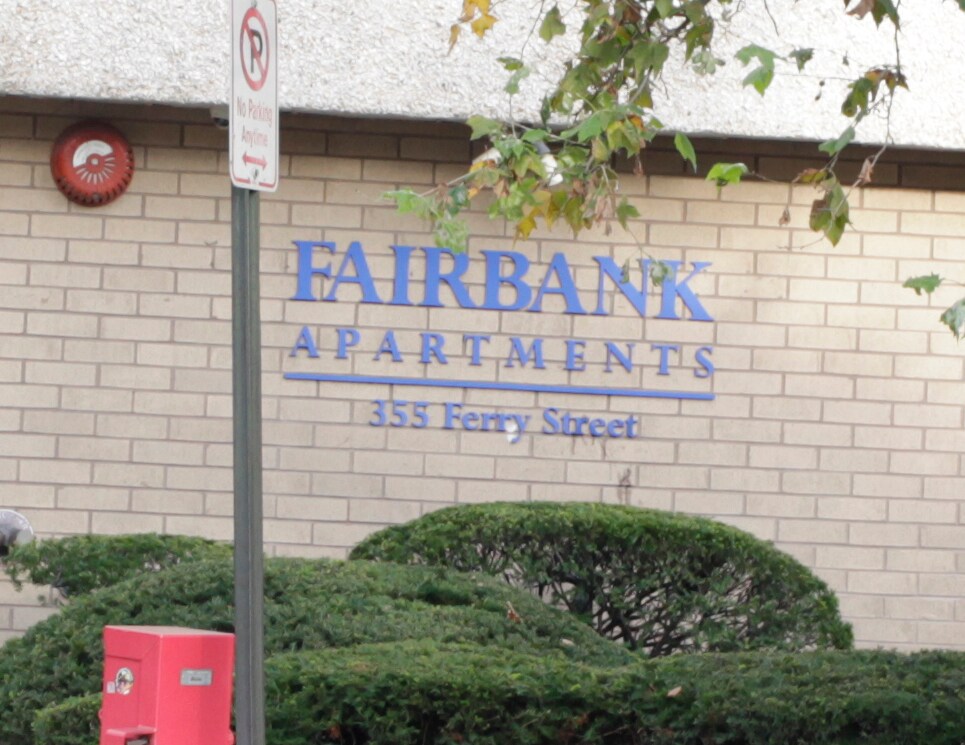 P
No Parking
Anytime
FAIRBANK
APARTMENTS
355 Ferry Street